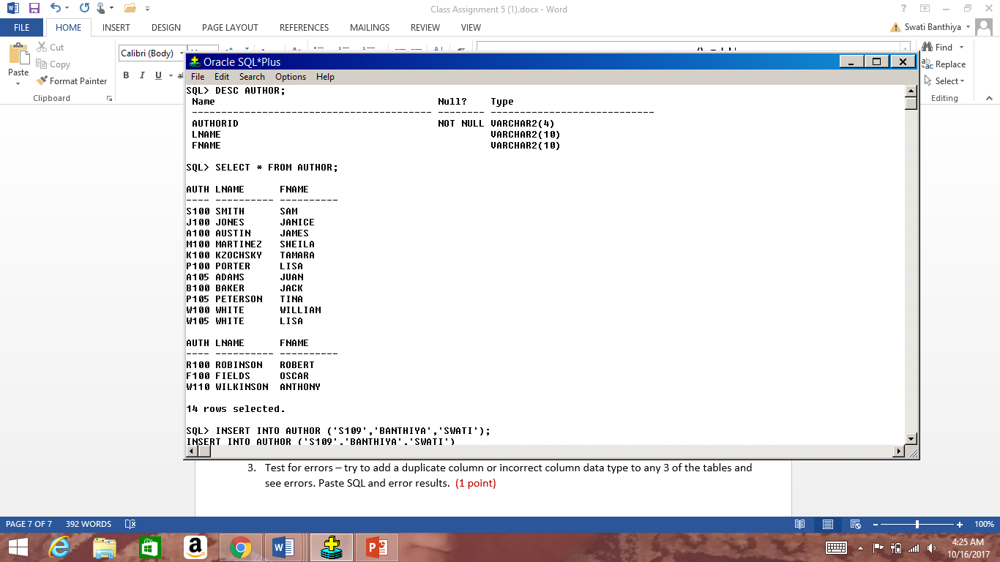 Class Assignment 5 (1).docx - Word
FILE HOME INSERT DESIGN PAGE LAYOUT REFERENCES MAILINGS REVIEW VIEW
Swati Banthiya
Paste
Cut
Copy
Format Painter
Clipboard
Calibri (Body)
B I U
Find
Replace
Select
Editing
Oracle SQL*Plus
File Edit Search Options Help
SQL> DESC AUTHOR;
Name Null? Type
----------------------------------------- -------- ----------------------------
AUTHORID NOT NULL VARCHAR2(4)
LNAME VARCHAR2(10)
FNAME VARCHAR2(10)
SQL> SELECT * FROM AUTHOR;
AUTH LNAME FNAME
---- ---------- ----------
S100 SMITH SAM
J100 JONES JANICE
A100 AUSTIN JAMES
M100 MARTINEZ SHEILA
K100 KZOCHSKY TAMARA
P100 PORTER LISA
A105 ADAMS JUAN
B100 BAKER JACK
P105 PETERSON TINA
W100 WHITE WILLIAM
W105 WHITE LISA
AUTH LNAME FNAME
---- ---------- ----------
R100 ROBINSON ROBERT
F100 FIELDS OSCAR
W110 WILKINSON ANTHONY
14 rows selected.
SQL> INSERT INTO AUTHOR ('S109','BANTHIYA','SWATI');
INSERT INTO AUTHOR ('S109','BANTHIYA','SWATI')
3. Test for errors – try to add a duplicate column or incorrect column data type to any 3 of the tables and
see errors. Paste SQL and error results. (1 point)
PAGE 7 OF 7 392 WORDS 100%
4:25 AM
10/16/2017